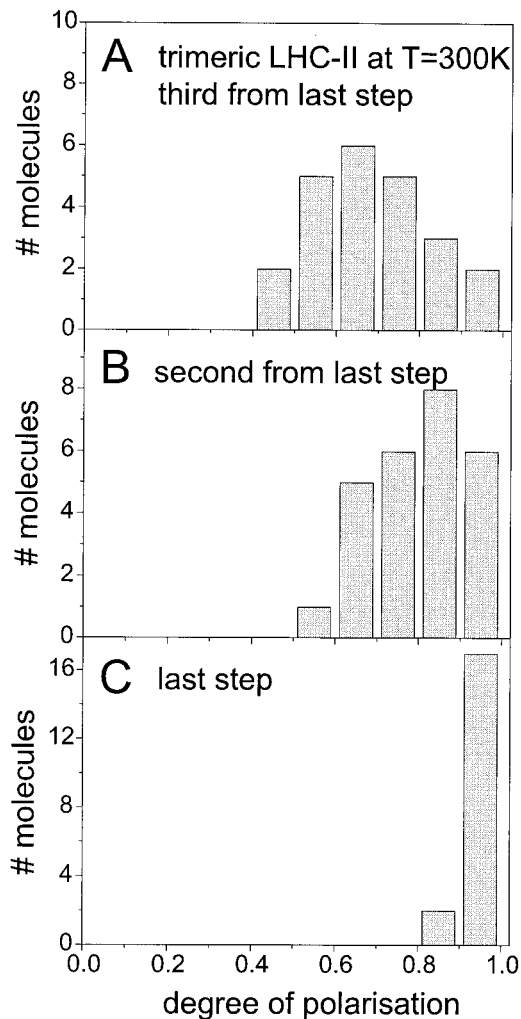 10
A trimeric LHC-II at T=300K
third from last step
8
6
4
2
0
# molecules
B second from last step
8
6
4
2
0
# molecules
C last step
16
12
8
4
0
# molecules
0.0 0.2 0.4 0.6 0.8 1.0
degree of polarisation